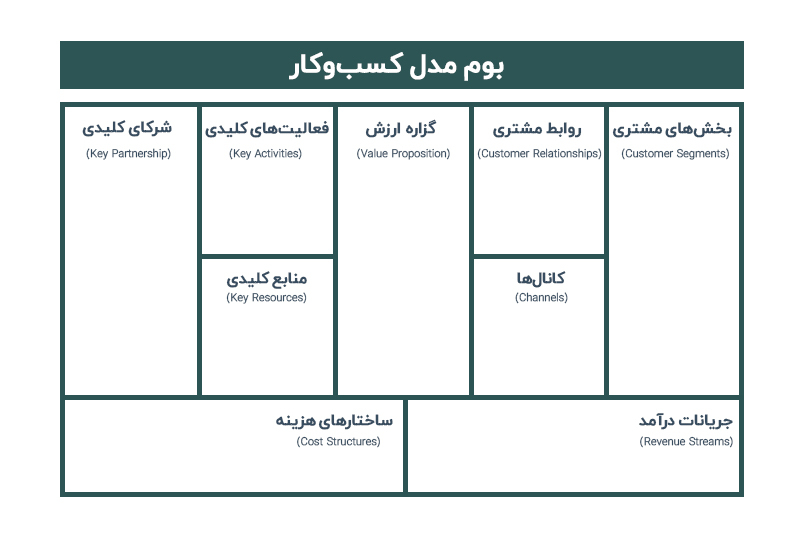 بوم مدل کسب‌وکار
بخش‌های مشتری
(Customer Segments)
روابط مشتری
(Customer Relationships)
کانال‌ها
(Channels)
گزاره ارزش
(Value Proposition)
فعالیت‌های کلیدی
(Key Activities)
منابع کلیدی
(Key Resources)
شرکای کلیدی
(Key Partnership)
جریانات درآمد
(Revenue Streams)
ساختارهای هزینه
(Cost Structures)